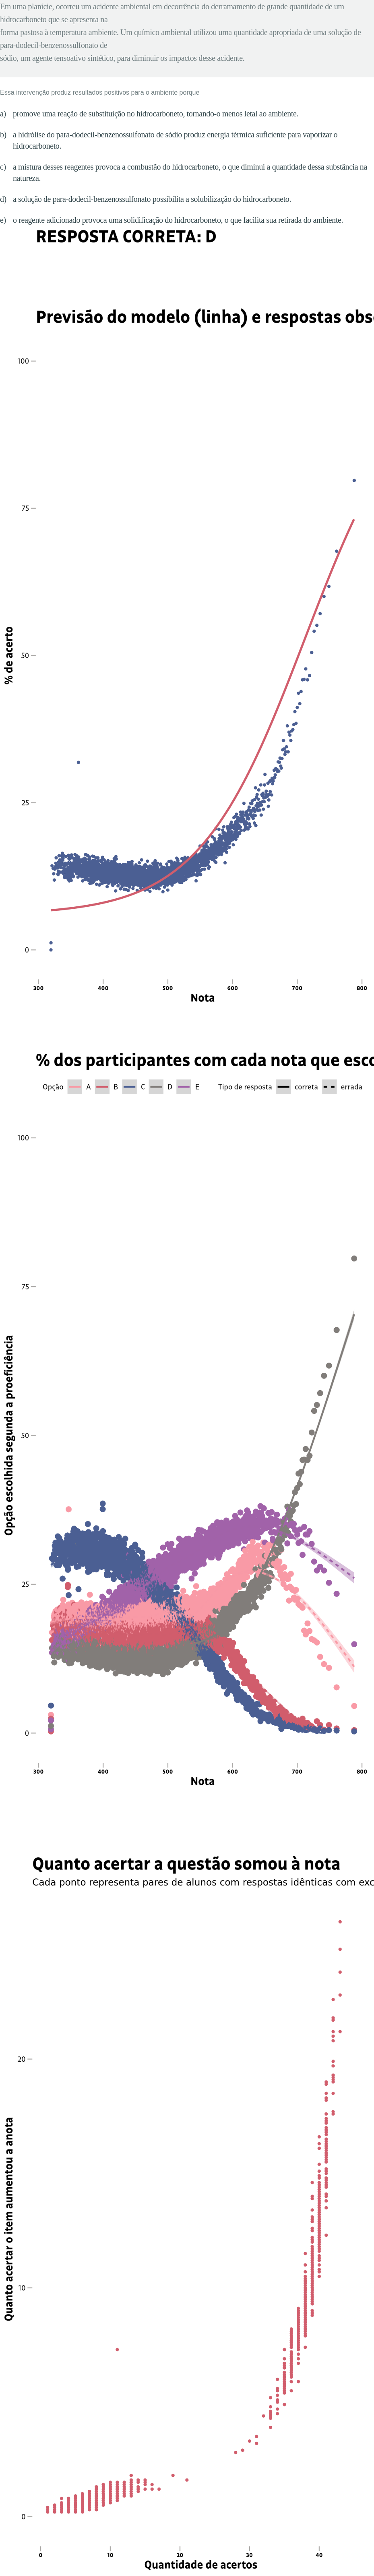 Em uma planície, ocorreu um acidente ambiental em decorrência do derramamento de grande quantidade de um
hidrocarboneto que se apresenta na
forma pastosa à temperatura ambiente. Um químico ambiental utilizou uma quantidade apropriada de uma solução de
para-dodecil-benzenossulfonato de
sódio, um agente tensoativo sintético, para diminuir os impactos desse acidente.
Essa intervenção produz resultados positivos para o ambiente porque
a) promove uma reação de substituição no hidrocarboneto, tornando-o menos letal ao ambiente.
b) a hidrólise do para-dodecil-benzenossulfonato de sódio produz energia térmica suficiente para vaporizar o
hidrocarboneto.
c) a mistura desses reagentes provoca a combustão do hidrocarboneto, o que diminui a quantidade dessa substância na
natureza.
d) a solução de para-dodecil-benzenossulfonato possibilita a solubilização do hidrocarboneto.
e) o reagente adicionado provoca uma solidificação do hidrocarboneto, o que facilita sua retirada do ambiente.
RESPOSTA CORRETA: D
Previsão do modelo (linha) e respostas obs
100
75
50
25
0
% de acerto
300 400 500 600 700 800
Nota
% dos participantes com cada nota que esco
Opção A B C D E Tipo de resposta correta errada
100
75
50
25
0
Opção escolhida segunda a proeficiência
300 400 500 600 700 800
Nota
Quanto acertar a questão somou à nota
Cada ponto representa pares de alunos com respostas idênticas com exc
20
10
0
Quanto acertar o item aumentou a anota
0 10 20 30 40
Quantidade de acertos